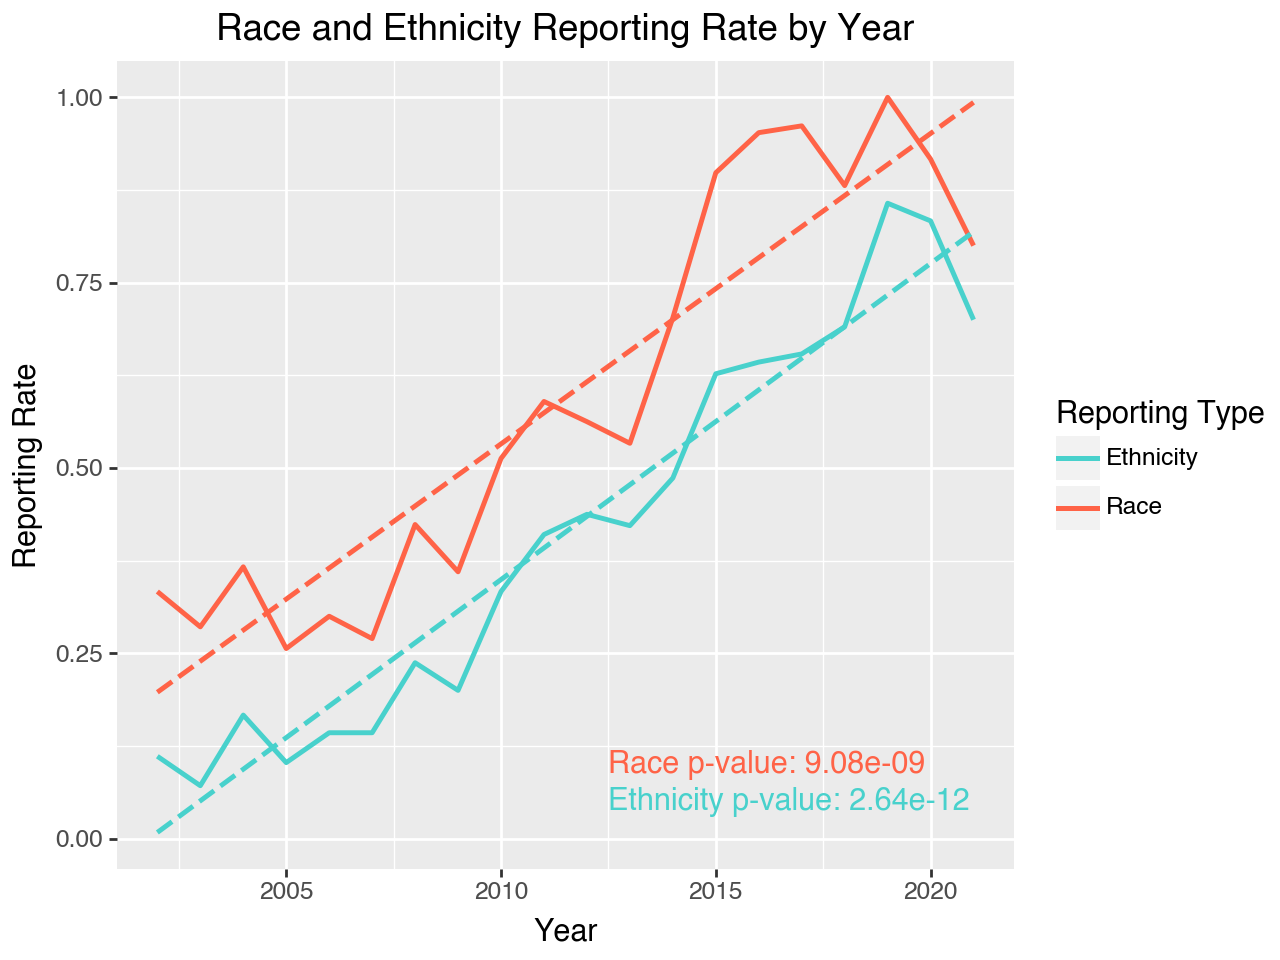 Race and Ethnicity Reporting Rate by Year
1.00
0.75
0.50
0.25
0.00
Reporting Rate
Race p-value: 9.08e-09
Ethnicity p-value: 2.64e-12
2005
2010
2015
2020
Year
Reporting Type
Ethnicity
Race